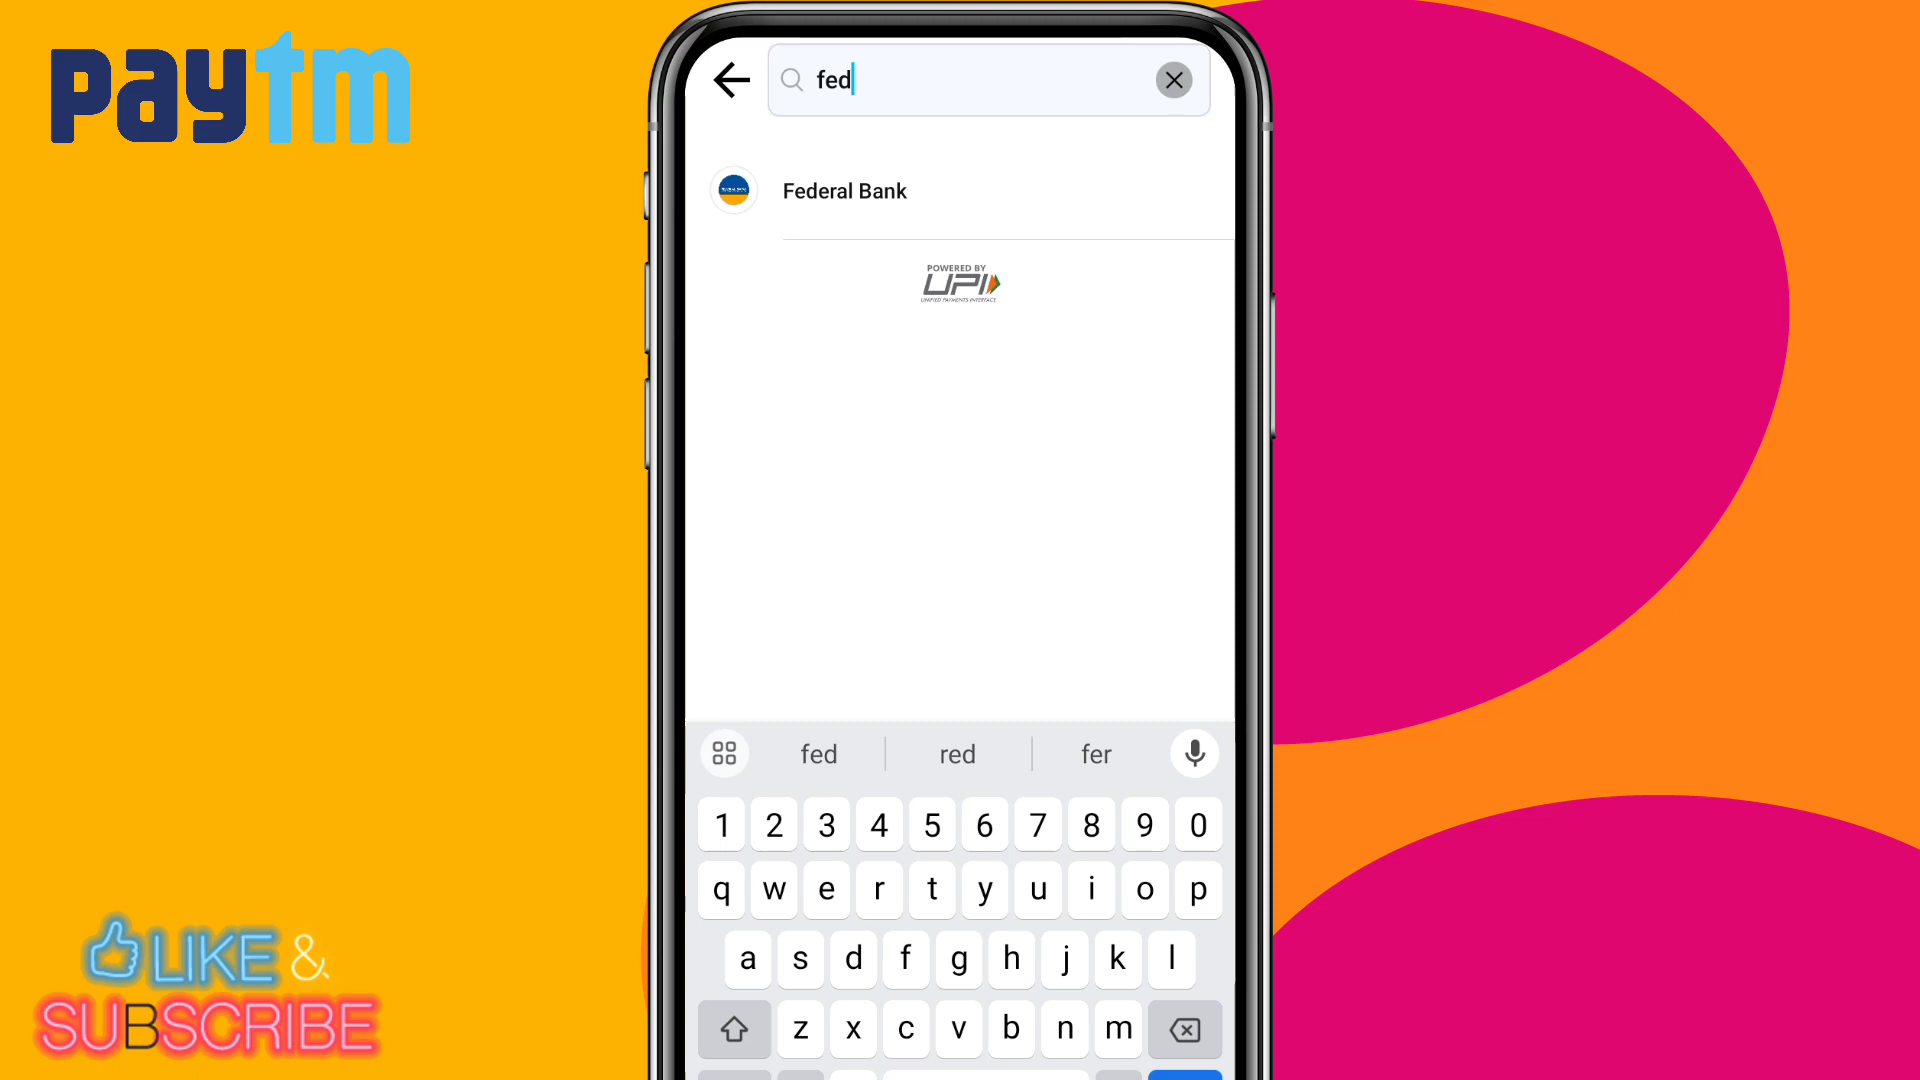 paytm
fed
Federal Bank
POWERED BY
UPI
UNIFIED PAYMENTS INTERFACE
fed red fer
1 2 3 4 5 6 7 8 9 0
q w e r t y u i o p
a s d f g h j k l
z x c v b n m
LIKE &
SUBSCRIBE